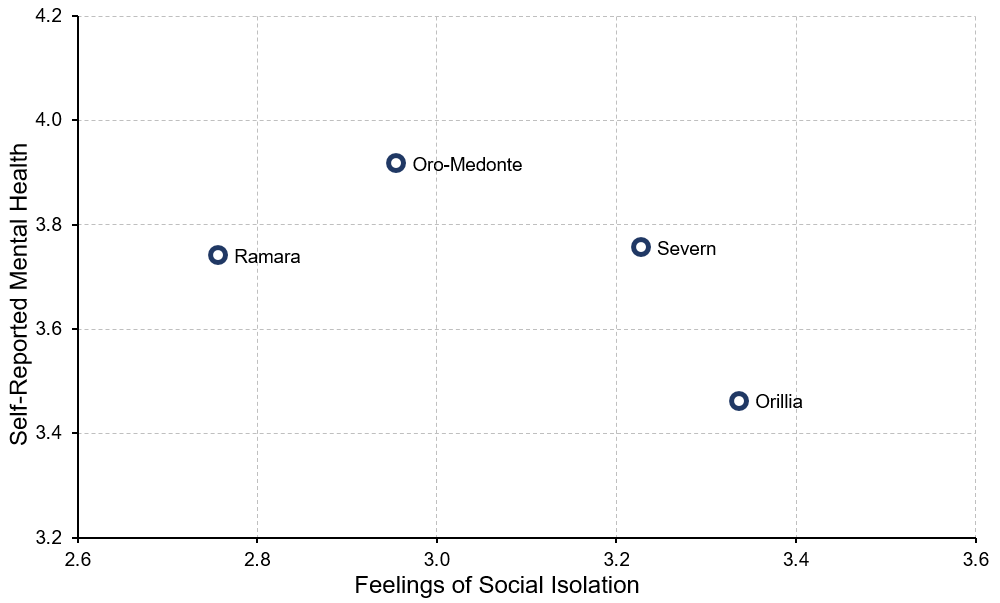 4.2
4.0
3.8
3.6
3.4
3.2
Self-Reported Mental Health
Oro-Medonte
Ramara
Severn
Orillia
2.6
2.8
3.0
3.2
3.4
3.6
Feelings of Social Isolation